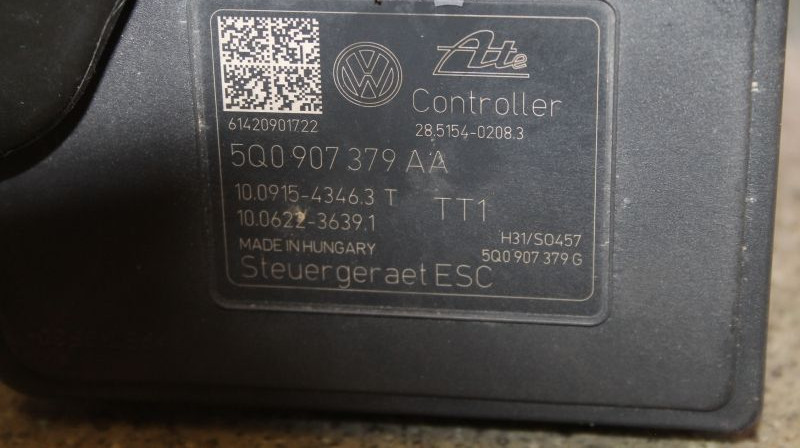 Ate
Controller
61420901722
28.5154-0208.3
5Q0 907 379 AA
10.0915-4346.3 T
TT1
10.0622-3639.1
H31/SO457
MADE IN HUNGARY
5Q0 907 379 G
Steuergeraet ESC